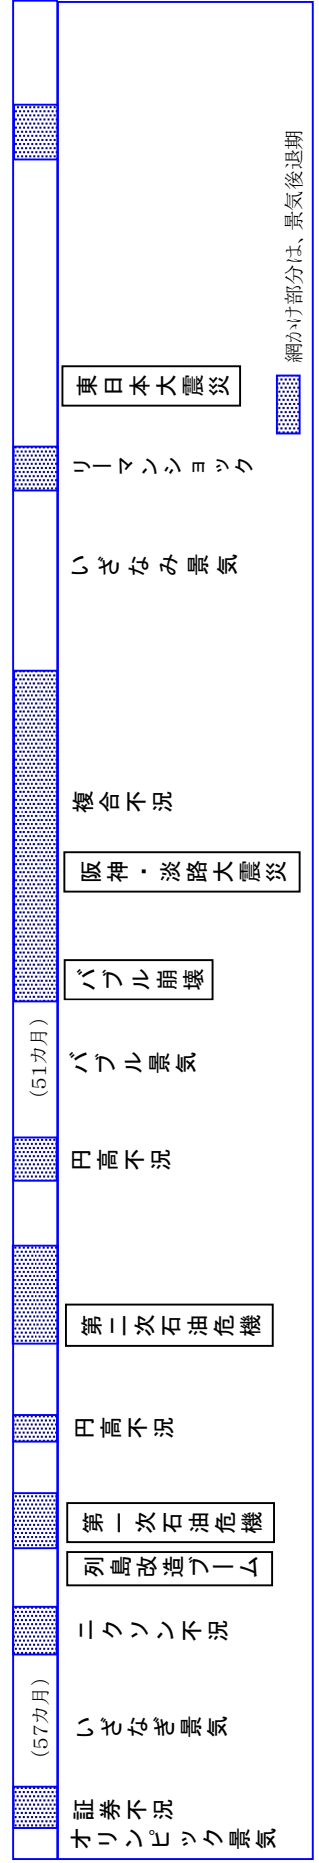 オリンピック景気
証券不況
いざなぎ景気
(57カ月)
ニクソン不況
列島改造ブーム
第一次石油危機
円高不況
第二次石油危機
円高不況
バブル景気
(51カ月)
バブル崩壊
阪神・淡路大震災
複合不況
いざなみ景気
リーマンショック
東日本大震災
網かけ部分は、景気後退期